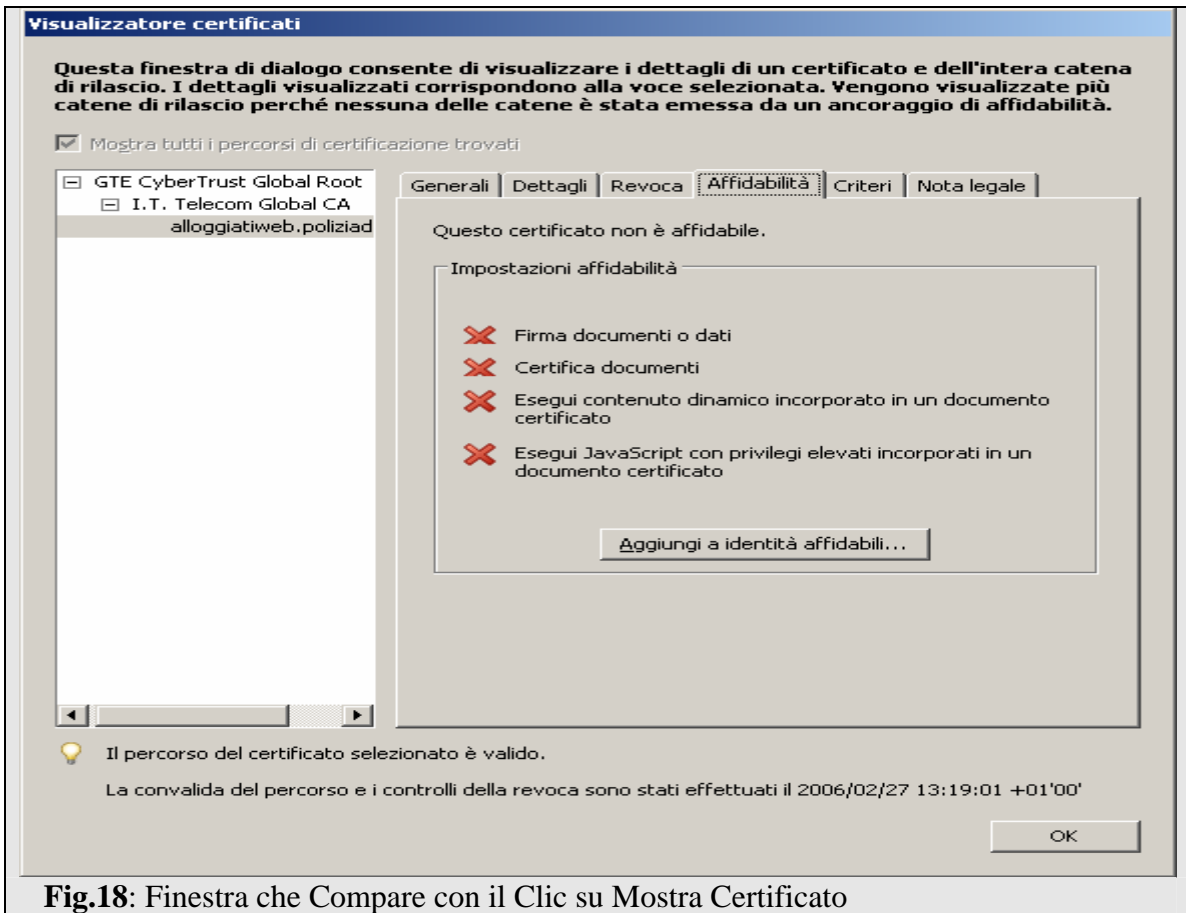 Visualizzatore certificati
Questa finestra di dialogo consente di visualizzare i dettagli di un certificato e dell'intera catena
di rilascio. I dettagli visualizzati corrispondono alla voce selezionata. Vengono visualizzate più
catene di rilascio perché nessuna delle catene è stata emessa da un ancoraggio di affidabilità.
Mostra tutti i percorsi di certificazione trovati
GTE CyberTrust Global Root
I.T. Telecom Global CA
alloggiatiweb.poliziad
Generali Dettagli Revoca Affidabilità Criteri Nota legale
Questo certificato non è affidabile.
Impostazioni affidabilità
Firma documenti o dati
Certifica documenti
Esegui contenuto dinamico incorporato in un documento
certificato
Esegui JavaScript con privilegi elevati incorporati in un
documento certificato
Aggiungi a identità affidabili...
Il percorso del certificato selezionato è valido.
La convalida del percorso e i controlli della revoca sono stati effettuati il 2006/02/27 13:19:01 +01'00'
OK
Fig.18: Finestra che Compare con il Clic su Mostra Certificato